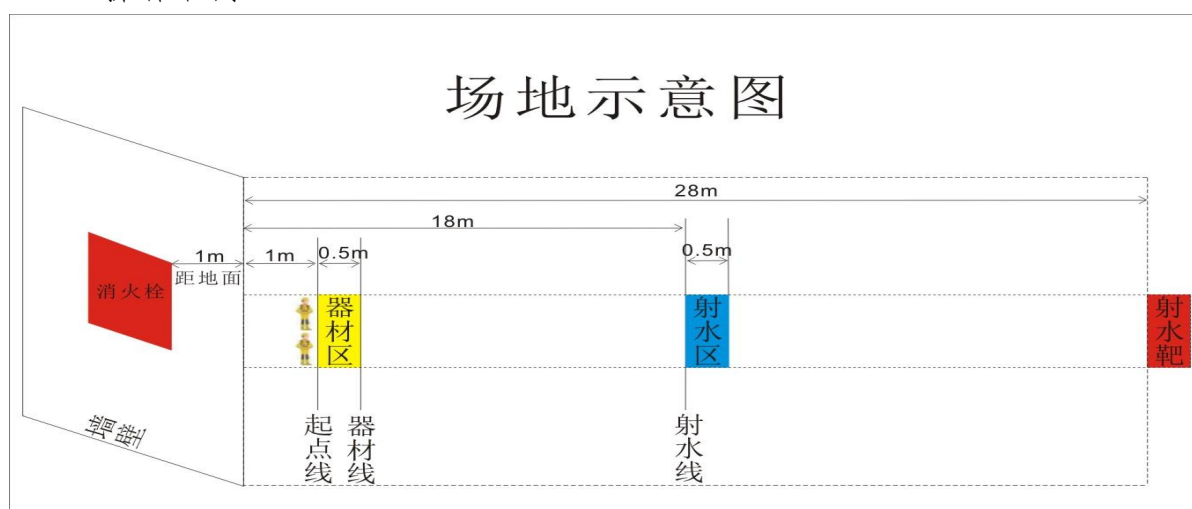 场地示意图
28m
18m
1m
1m
0.5m
0.5m
距地面
消火栓
器材区
射水区
射水靶
墙壁
起点线
器材线
射水线